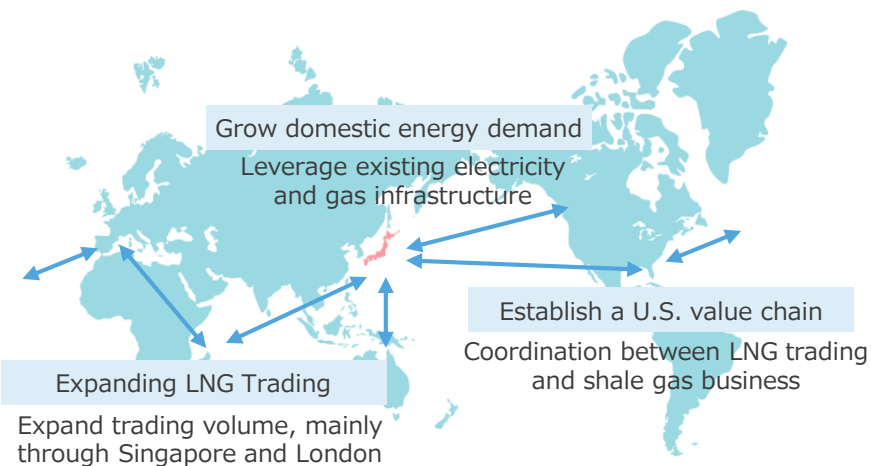 Grow domestic energy demand
Leverage existing electricity
and gas infrastructure
Establish a U.S. value chain
Coordination between LNG trading
and shale gas business
Expanding LNG Trading
Expand trading volume, mainly
through Singapore and London